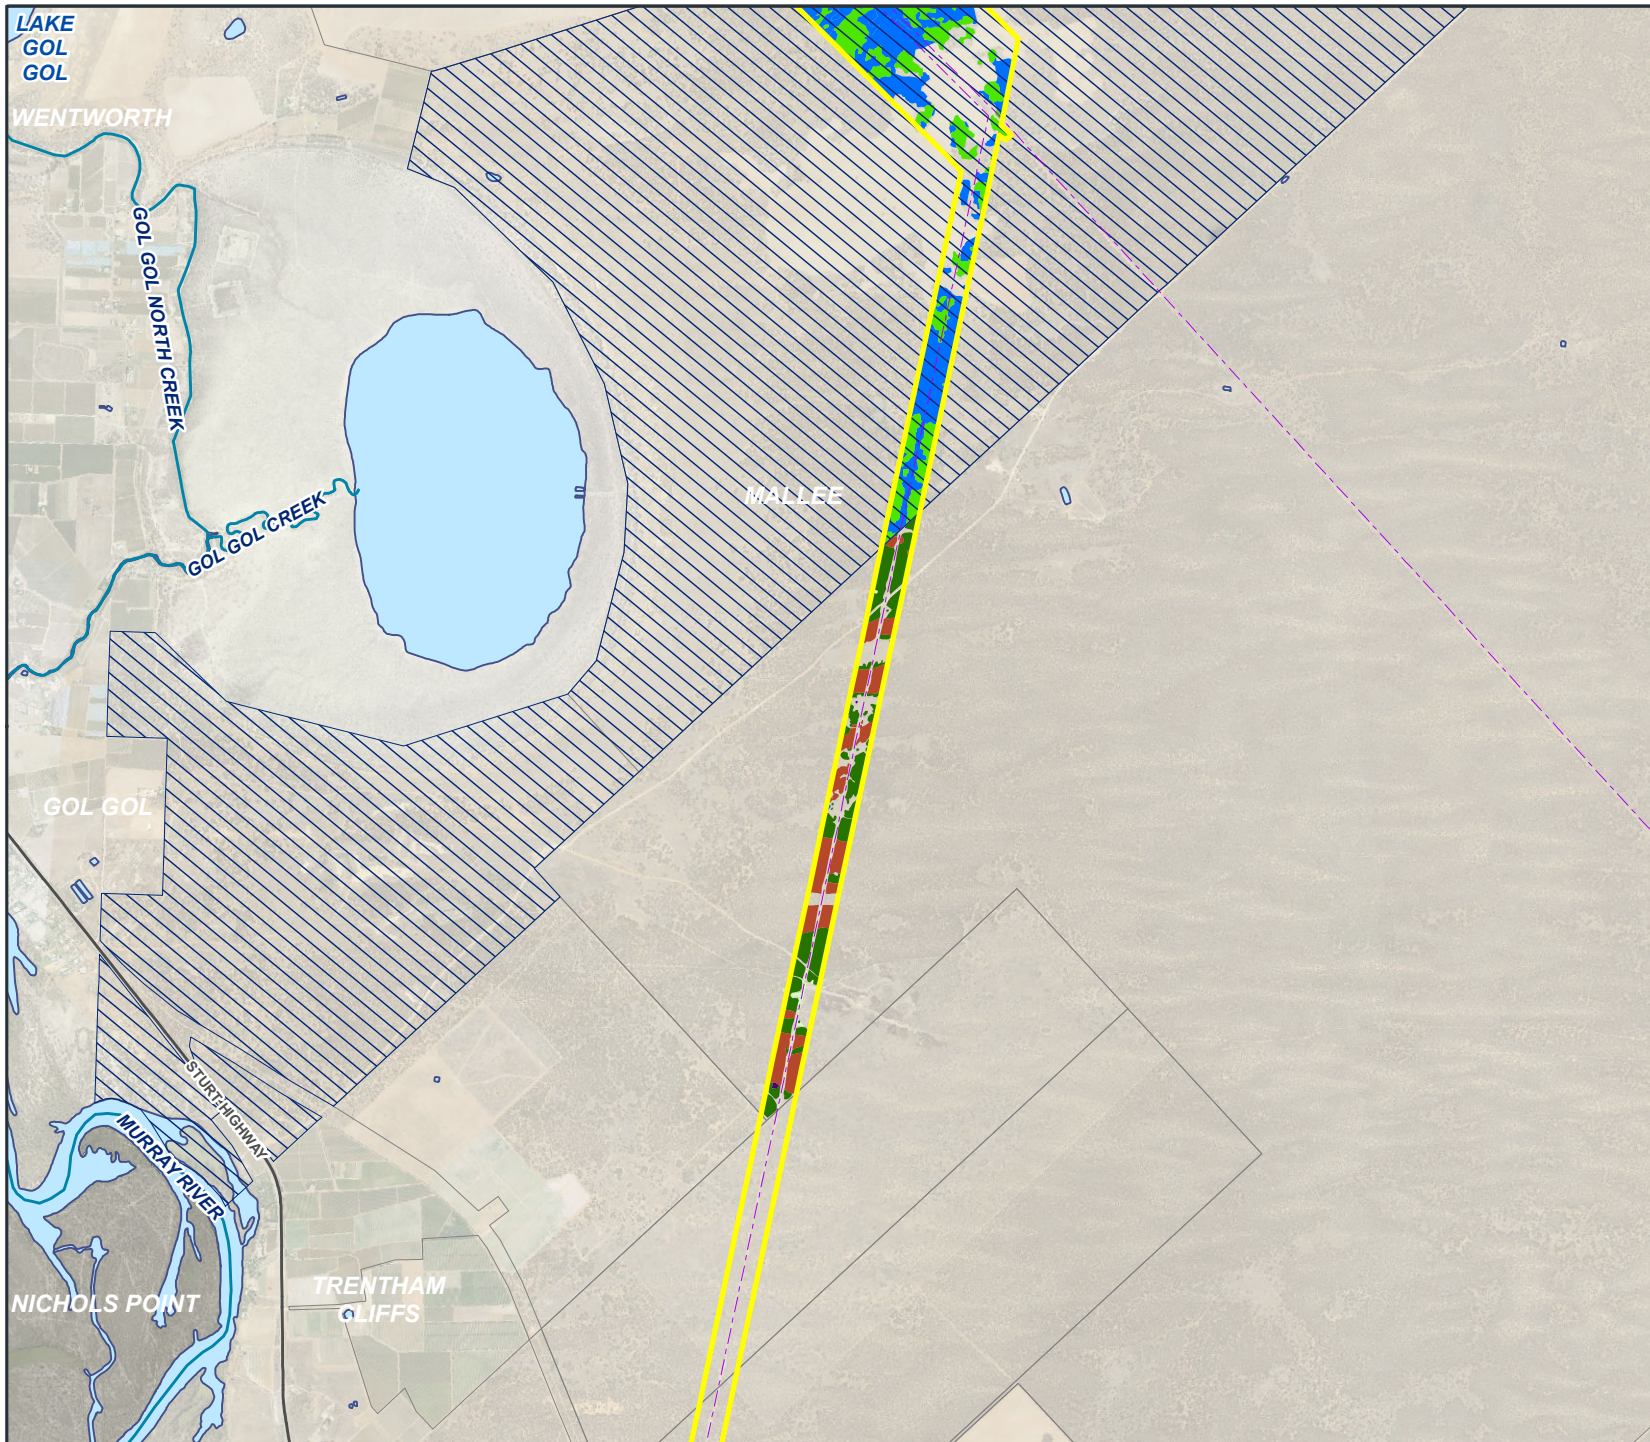 LAKE
GOL
GOL
WENTWORTH
GOL GOL NORTH CREEK
GOL GOL CREEK
MALLEE
GOL GOL
STURT HIGHWAY
MURRAY RIVER
NICHOLS POINT
TRENTHAM
CLIFFS